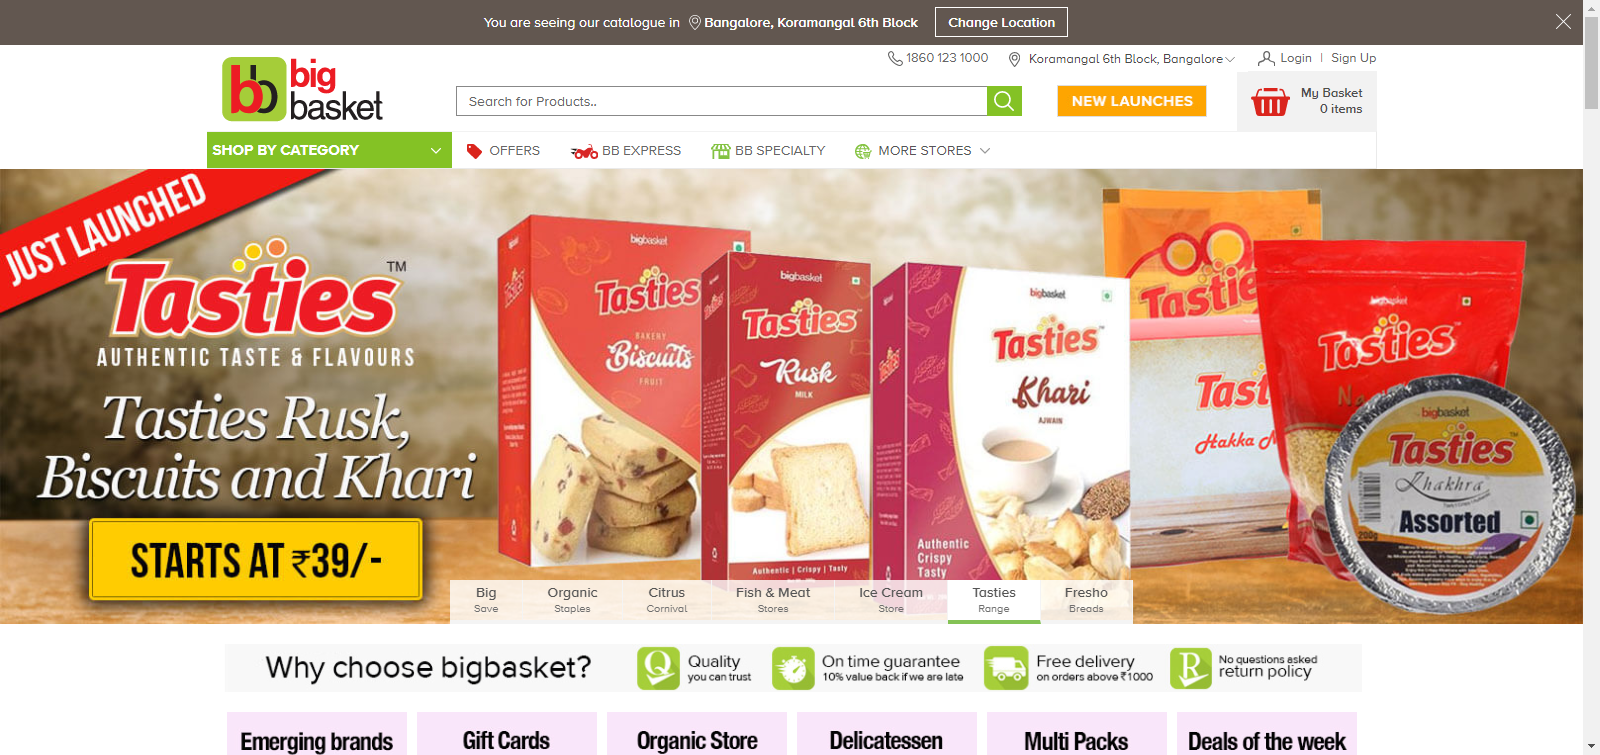 You are seeing our catalogue in Bangalore, Koramangal 6th Block Change Location
1860 123 1000 Koramangal 6th Block, Bangalore Login | Sign Up
bb big basket
Search for Products..
NEW LAUNCHES
My Basket
0 items
SHOP BY CATEGORY OFFERS BB EXPRESS BB SPECIALTY MORE STORES
JUST LAUNCHED
Tasties TM
AUTHENTIC TASTE & FLAVOURS
Tasties Rusk,
Biscuits and Khari
STARTS AT ₹39/-
bigbasket
Tasties
BAKERY
Biscuits
FRUIT
bigbasket
Tasties
Rusk
MILK
Authentic | Crispy | Tasty
bigbasket
Tasties
Khari
AJWAIN
Authentic
Crispy
Tasty
Tastie
Tast
Hakka
bigbasket
Tasties
bigbasket
Tasties TM
Khakhra
Assorted
200g
Big Save
Organic Staples
Citrus Cornival
Fish & Meat Stores
Ice Cream Store
Tasties Range
Fresho Breads
Why choose bigbasket?
Quality
you can trust
On time guarantee
10% value back if we are late
Free delivery
on orders above ₹1000
No questions asked
return policy
Emerging brands Gift Cards Organic Store Delicatessen Multi Packs Deals of the week